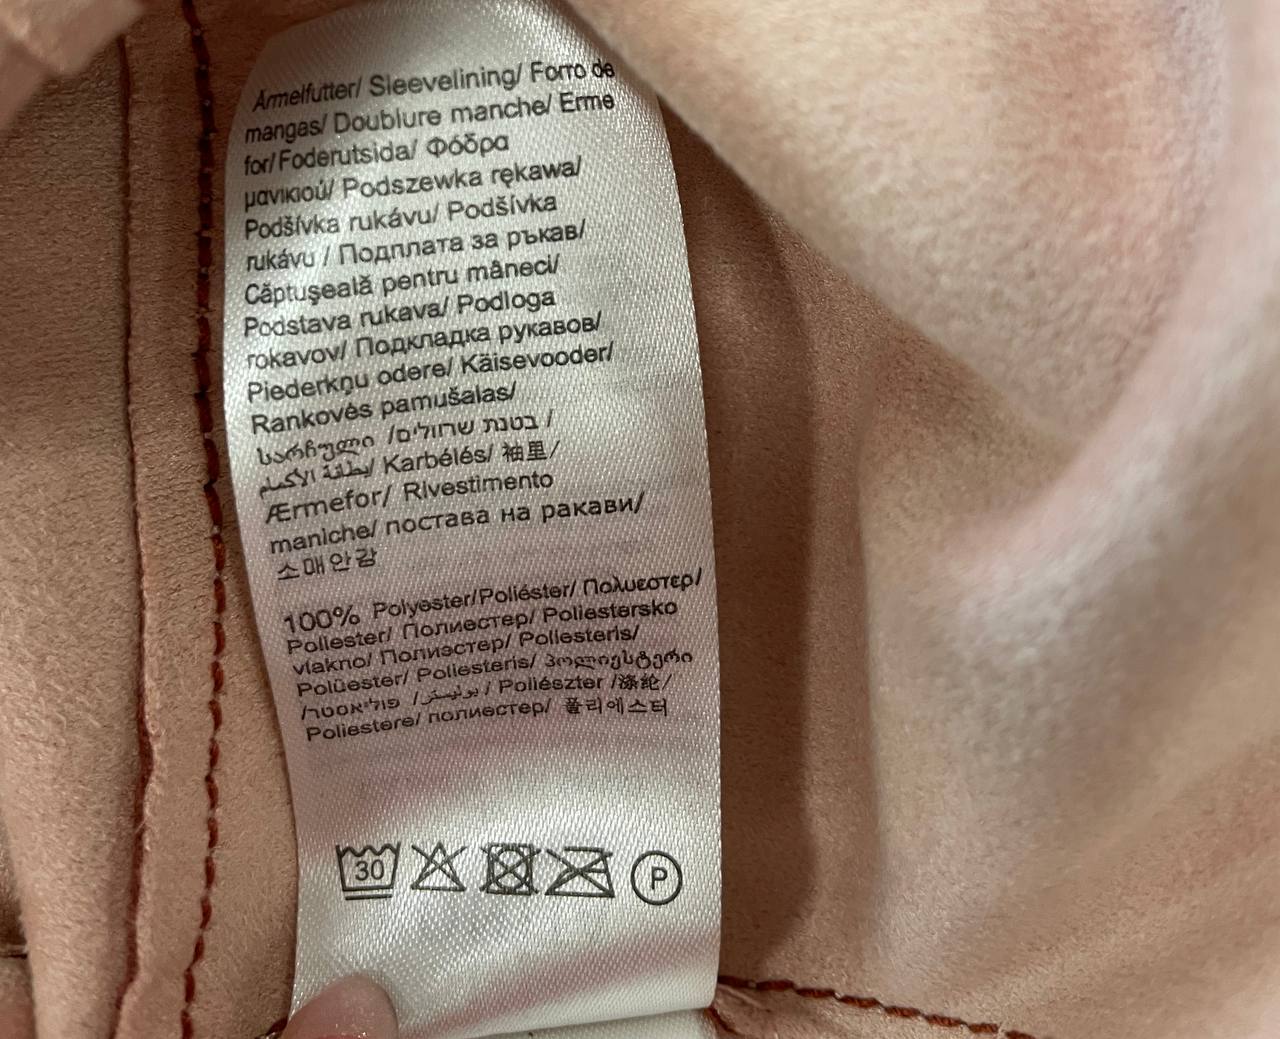 Ärmelfutter/ Sleevelining/ Forro de
mangas/ Doublure manche/ Erme
for/ Foderutsida/ Φόδρα
μανικιού/ Podszewka rękawa/
Podšívka rukávu/ Podšívka
rukávu / Подплата за ръкав/
Căptuşeală pentru mâneci/
Podstava rukava/ Podloga
rokavov/ Подкладка рукавов/
Piederkņu odere/ Käisevooder/
Rankovės pamušalas/
სარჩული /בטנת שרוולים /
بطانة الأكمام/ Karbélés/ 袖里/
Ærmefor/ Rivestimento
maniche/ постава на ракави/
소매안감
100% Polyester/Poliéster/ Πολυεστερ/
Poliester/ Полиестер/ Poliestersko
vlakno/ Полиэстер/ Poliesteris/
Polüester/ Poliesteris/ პოლიესტერი
/פוליאסטר /بوليستر / Poliészter /涤纶/
Poliestere/ полиестер/ 폴리에스터
30
P